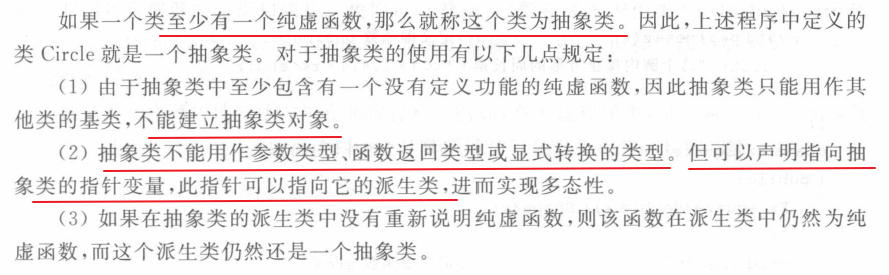 如果一个类至少有一个纯虚函数,那么就称这个类为抽象类。因此,上述程序中定义的
类 Circle 就是一个抽象类。对于抽象类的使用有以下几点规定:
(1) 由于抽象类中至少包含有一个没有定义功能的纯虚函数,因此抽象类只能用作其
他类的基类,不能建立抽象类对象。
(2) 抽象类不能用作参数类型、函数返回类型或显式转换的类型。但可以声明指向抽
象类的指针变量,此指针可以指向它的派生类,进而实现多态性。
(3) 如果在抽象类的派生类中没有重新说明纯虚函数,则该函数在派生类中仍然为纯
虚函数,而这个派生类仍然还是一个抽象类。